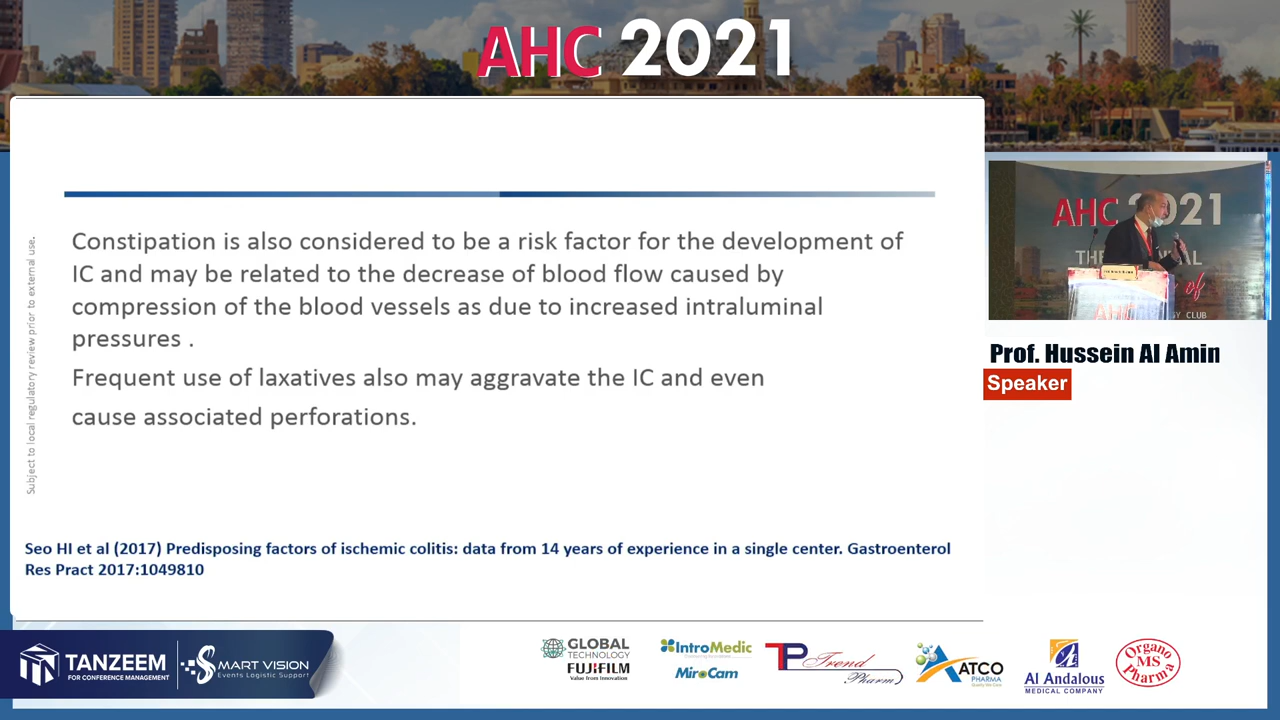 AHC 2021
Constipation is also considered to be a risk factor for the development of
IC and may be related to the decrease of blood flow caused by
compression of the blood vessels as due to increased intraluminal
pressures .
Frequent use of laxatives also may aggravate the IC and even
cause associated perforations.
Subject to local regulatory review prior to external use.
Seo HI et al (2017) Predisposing factors of ischemic colitis: data from 14 years of experience in a single center. Gastroenterol
Res Pract 2017:1049810
AHC 2021
of
Y CLUB
Prof. Hussein Al Amin
Speaker
TANZEEM
FOR CONFERENCE MANAGEMENT
SMART VISION
Events Logistic Support
GLOBAL
TECHNOLOGY
FUJIFILM
Value from Innovation
IntroMedic
MiroCam
TP Trend
Pharm
ATCO
PHARMA
Al Andalous
MEDICAL COMPANY
Organo
MS
Pharma